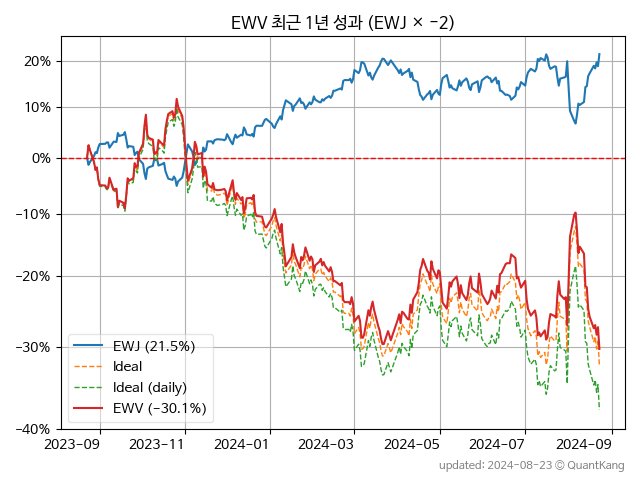 EWV 최근 1년 성과 (EWJ × −2)
20%
10%
0%
−10%
−20%
−30%
−40%
EWJ (21.5%)
Ideal
Ideal (daily)
EWV (−30.1%)
2023-09
2023-11
2024-01
2024-03
2024-05
2024-07
2024-09
updated: 2024-08-23 © QuantKang